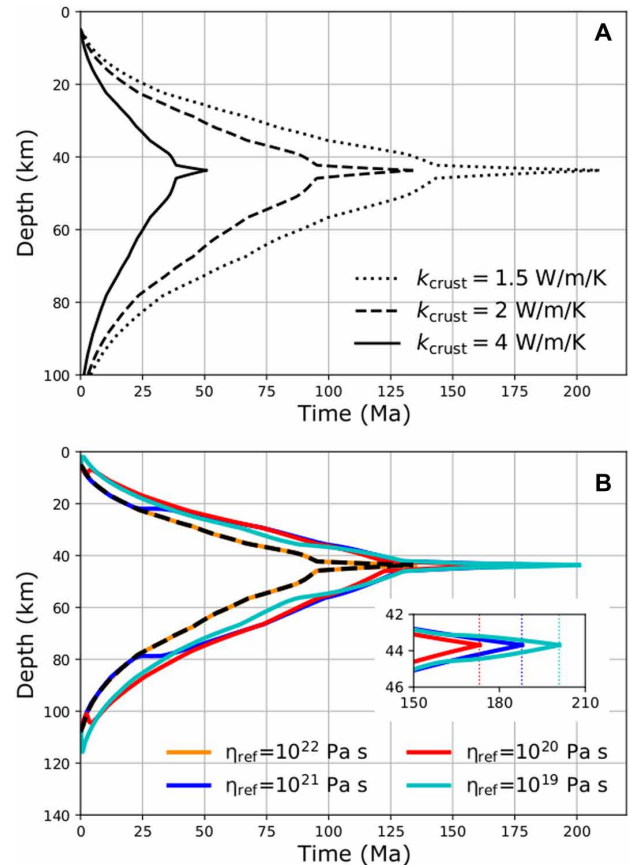 A
0
20
40
60
80
100
Depth (km)
k_crust = 1.5 W/m/K
k_crust = 2 W/m/K
k_crust = 4 W/m/K
0 25 50 75 100 125 150 175 200
Time (Ma)
B
0
20
40
60
80
100
120
140
Depth (km)
42
44
46
150 180 210
η_ref=10^22 Pa s
η_ref=10^20 Pa s
η_ref=10^21 Pa s
η_ref=10^19 Pa s
0 25 50 75 100 125 150 175 200
Time (Ma)